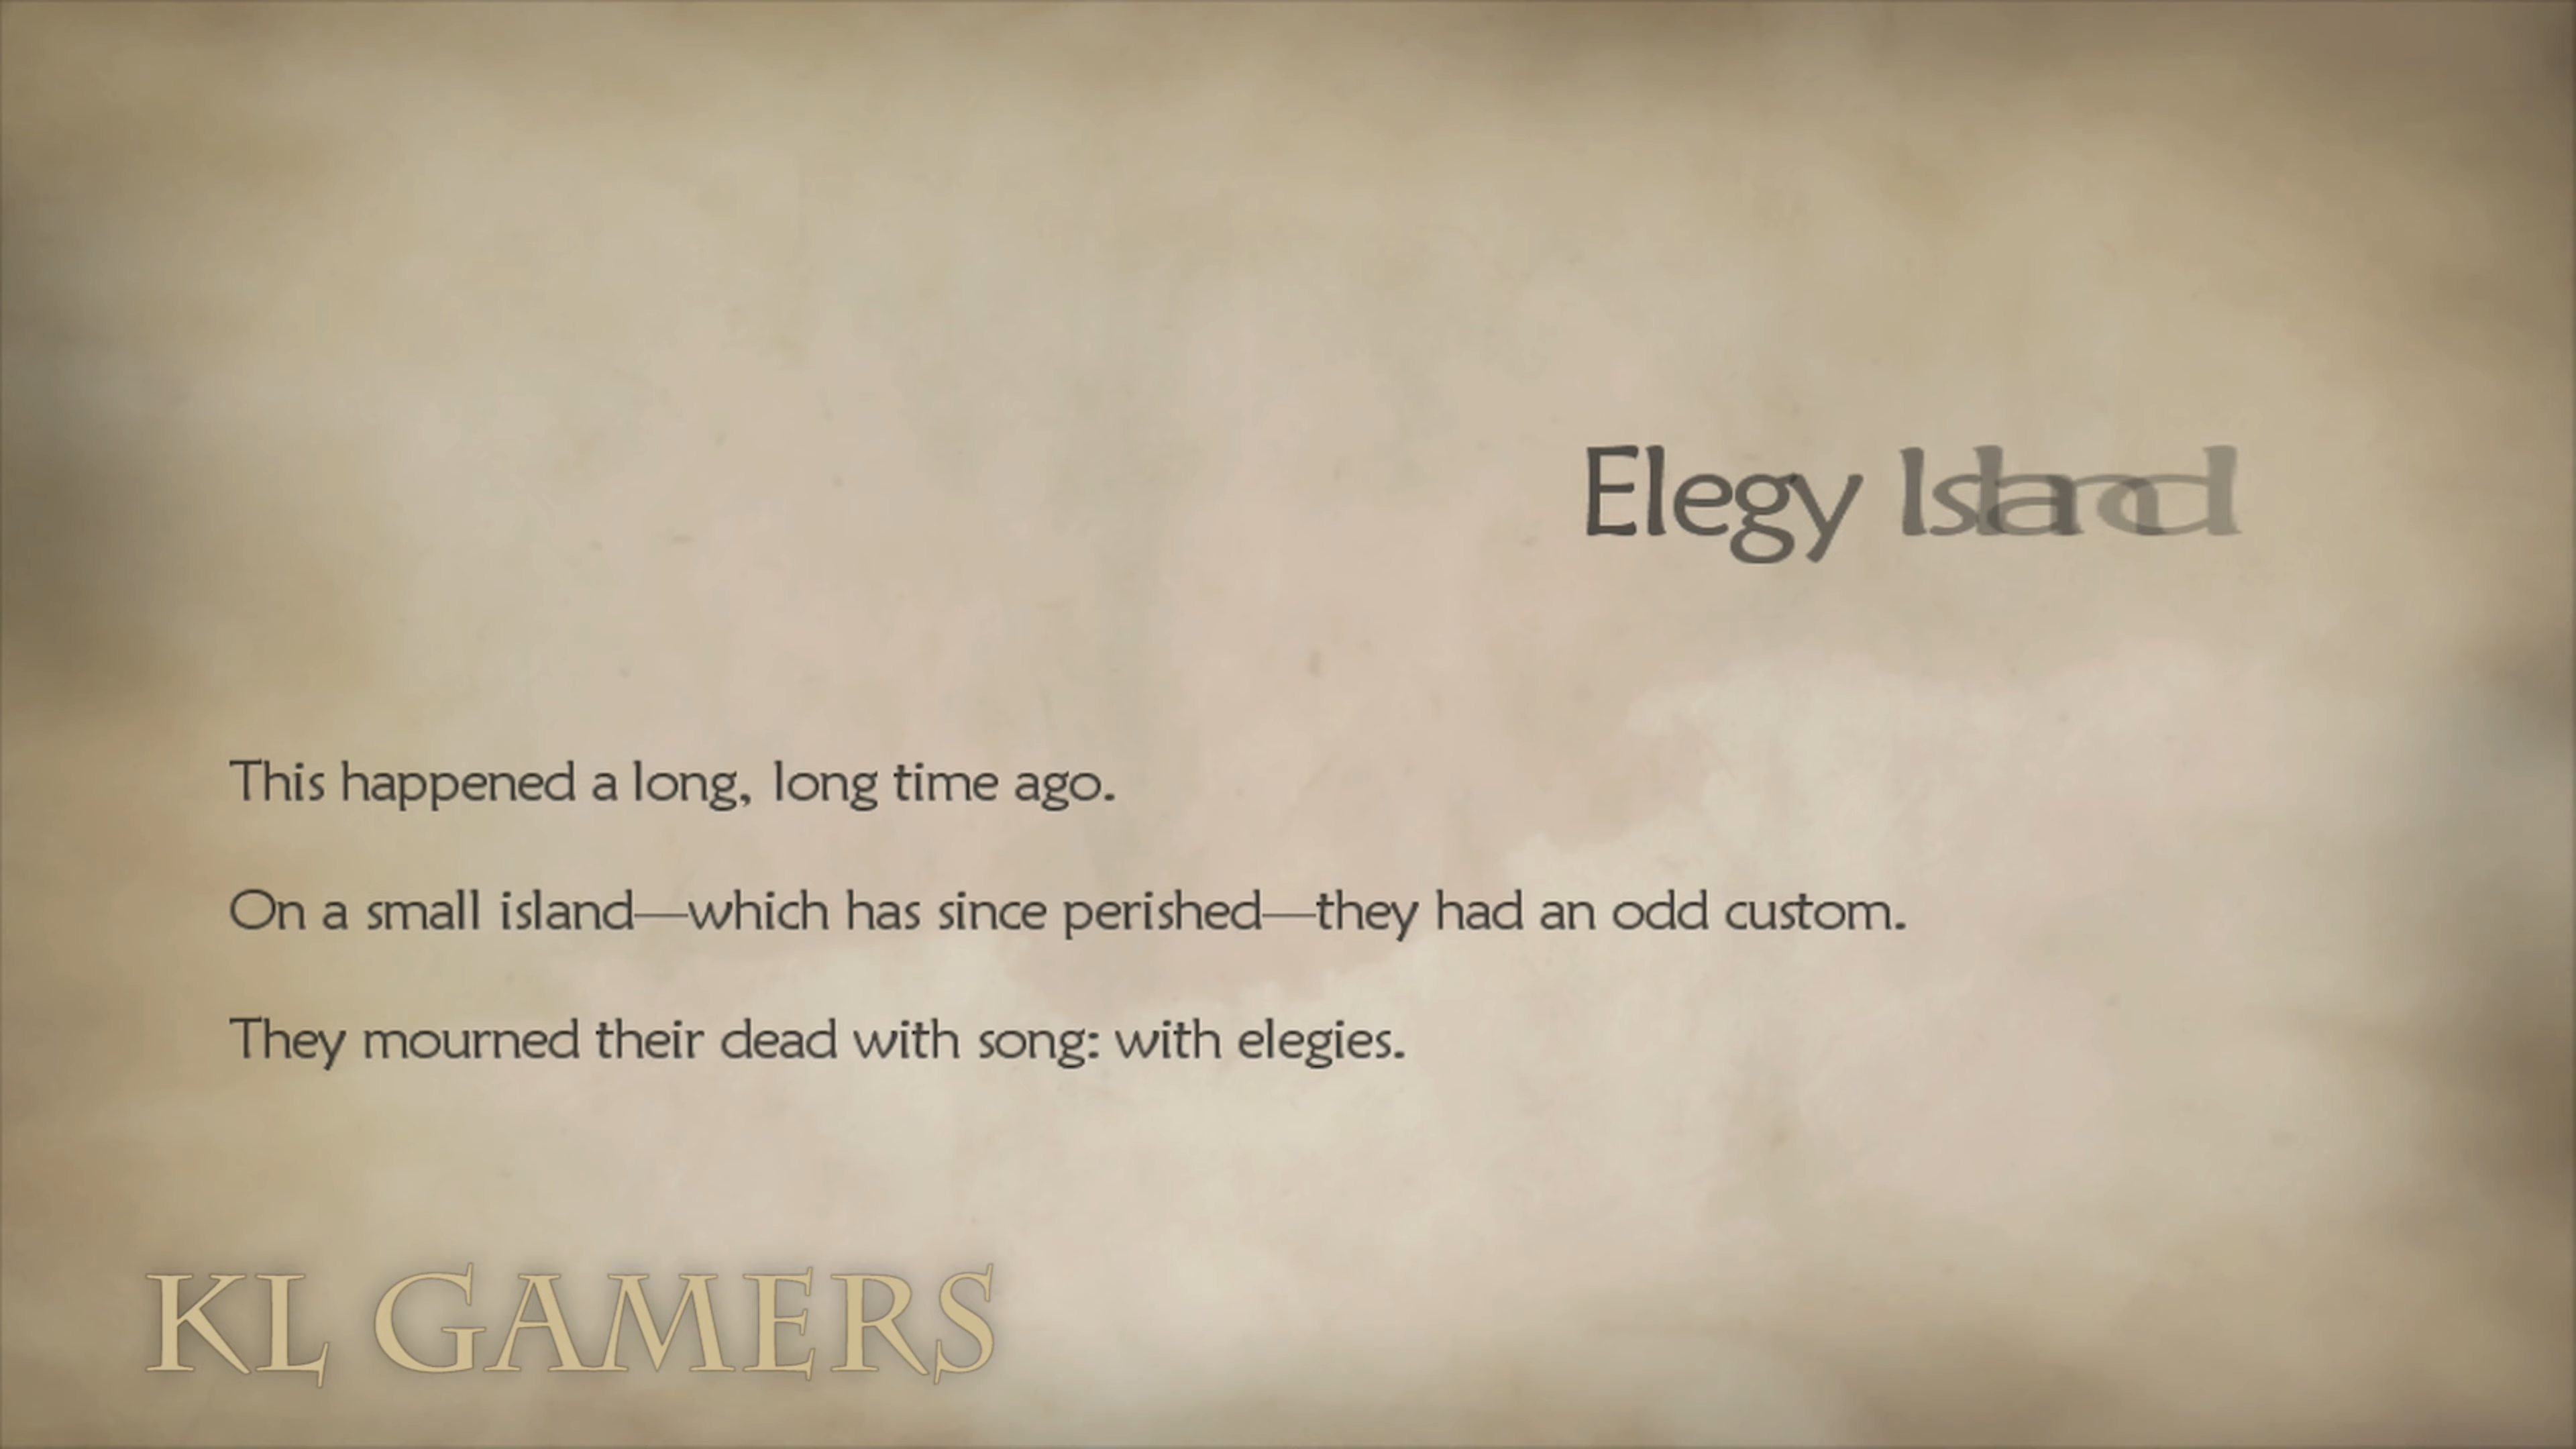 Elegy Island
This happened a long, long time ago.
On a small island—which has since perished—they had an odd custom.
They mourned their dead with song: with elegies.
KL GAMERS